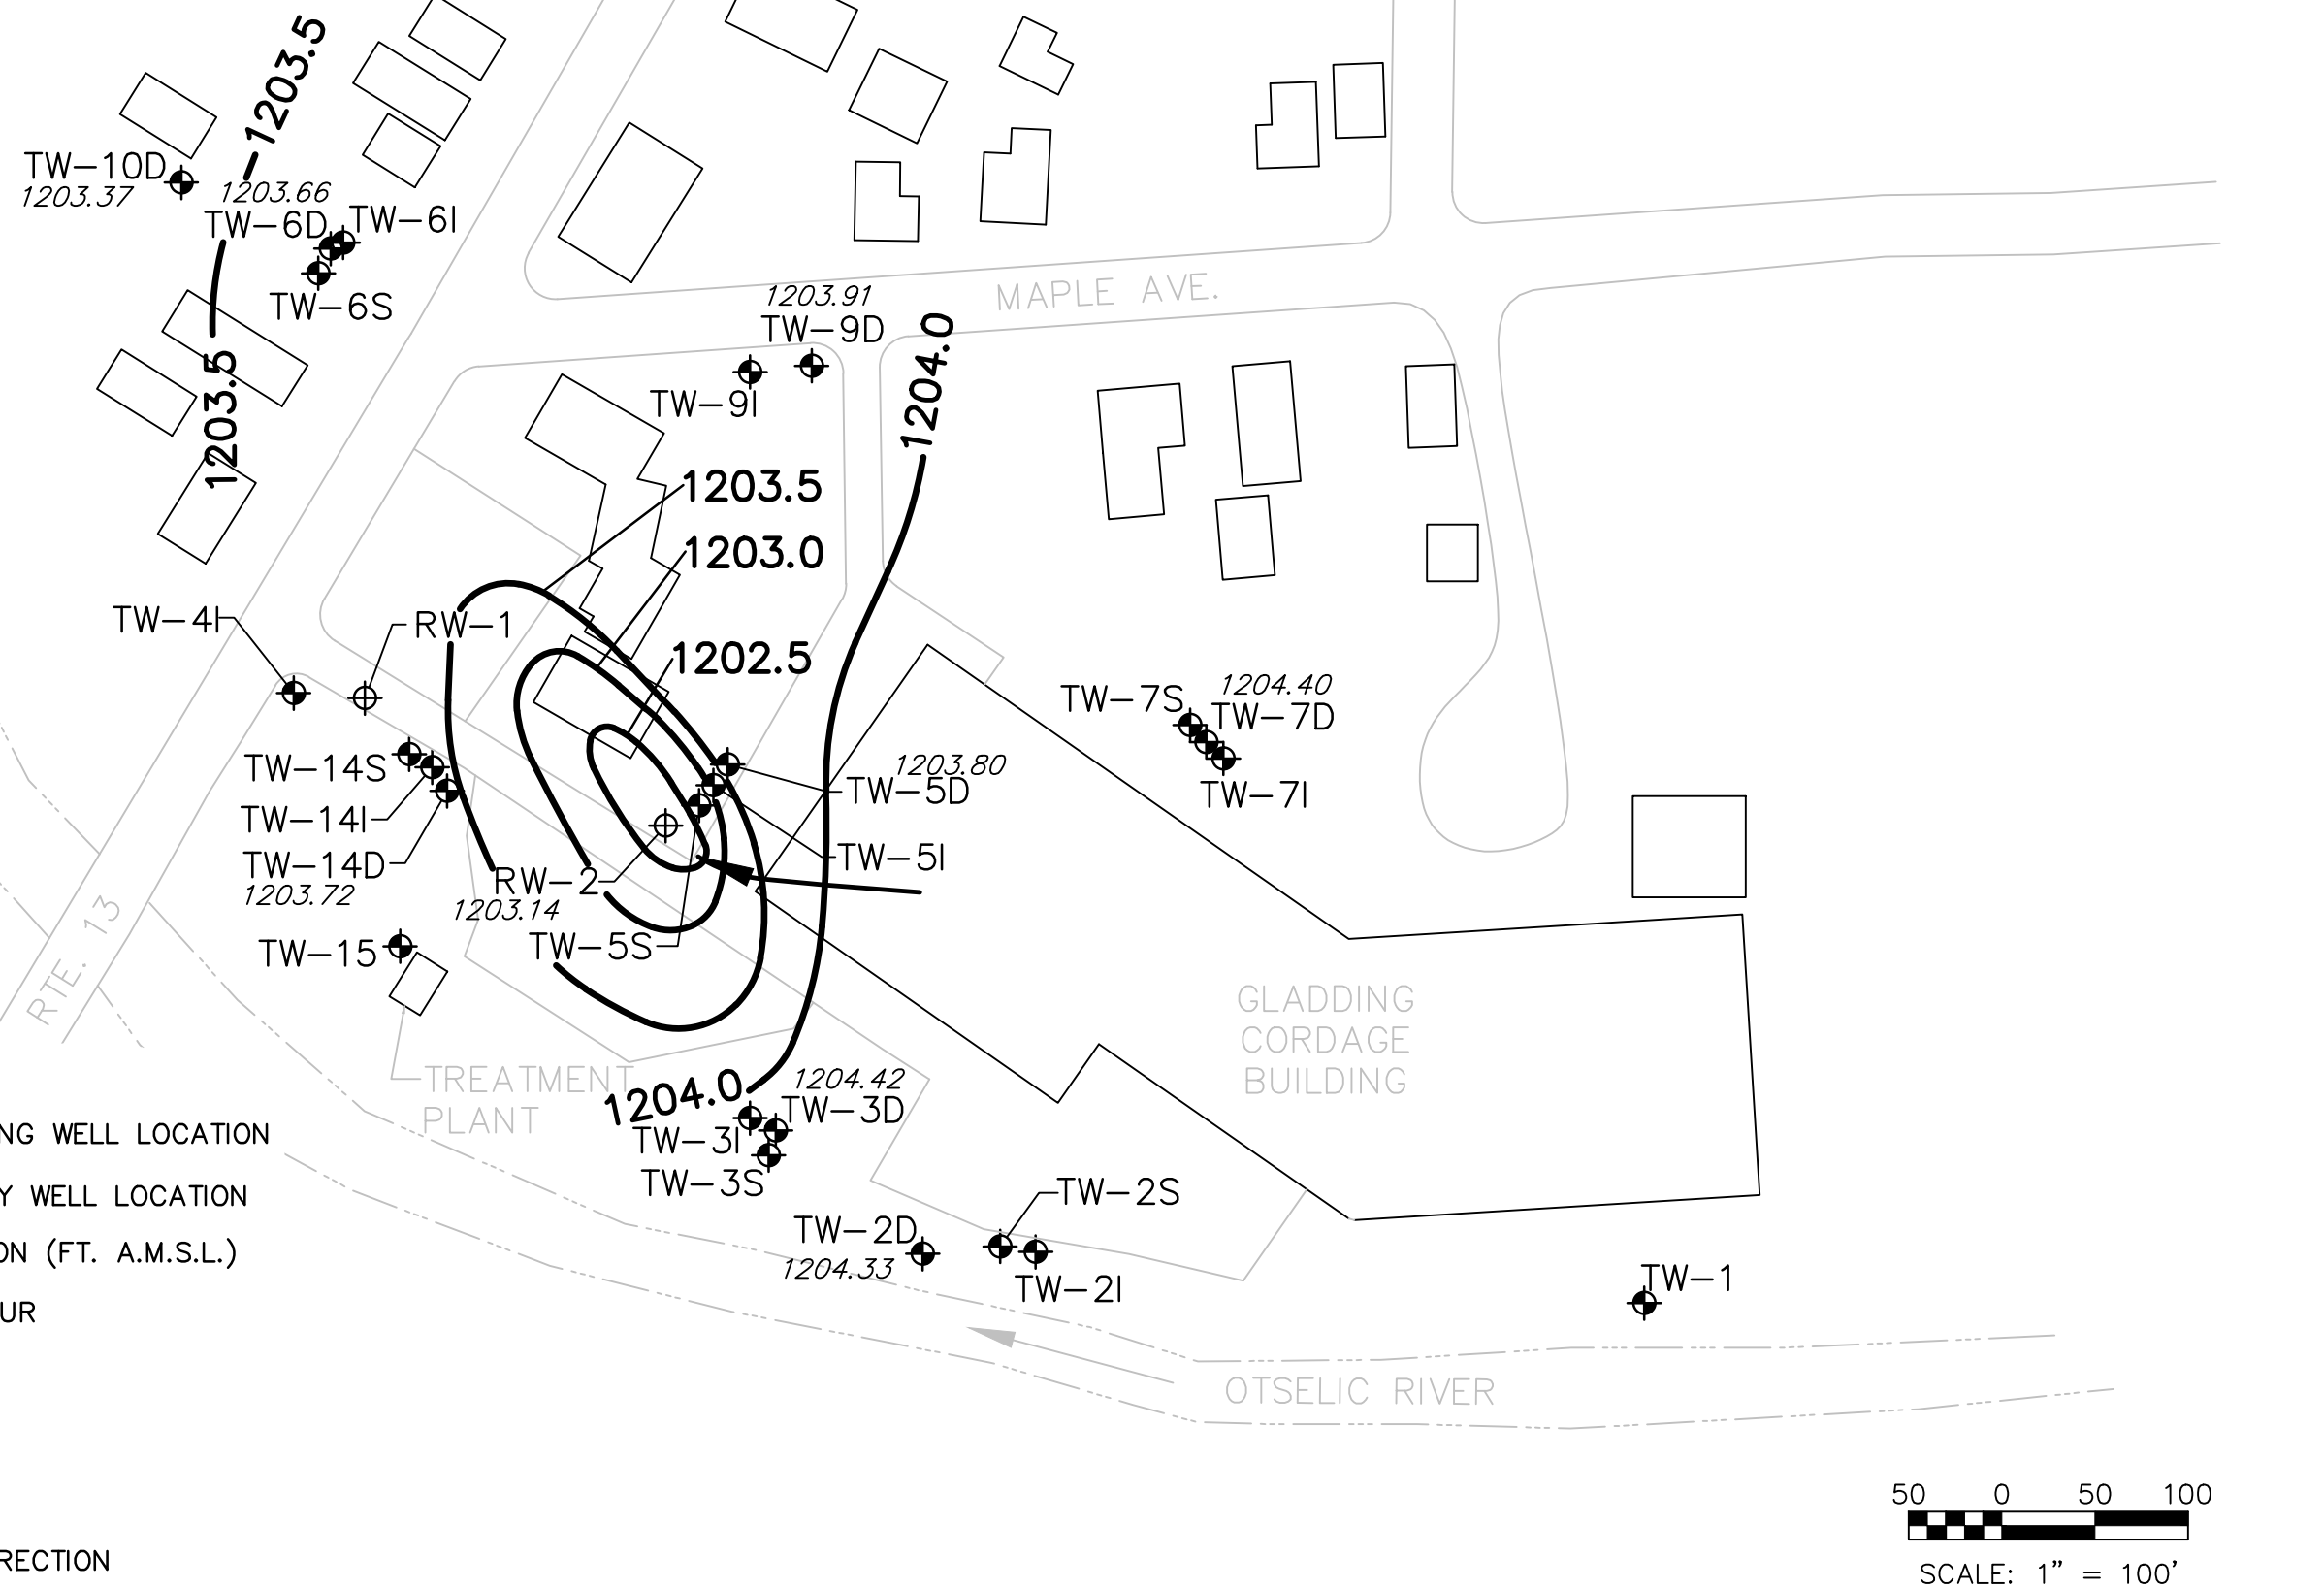 1203.5
TW-10D
1203.37
1203.66
TW-6D
TW-6I
TW-6S
1203.5
MAPLE AVE.
1203.91
TW-9D
TW-9I
1204.0
1203.5
1203.0
1202.5
TW-4I
RW-1
TW-7S
1204.40
TW-7D
TW-7I
TW-14S
TW-14I
TW-14D
1203.72
1203.80
TW-5D
TW-5I
RW-2
1203.14
TW-5S
TW-15
RTE. 13
TREATMENT
PLANT
GLADDING
CORDAGE
BUILDING
1204.0
1204.42
TW-3D
TW-3I
TW-3S
NG WELL LOCATION
Y WELL LOCATION
ON (FT. A.M.S.L.)
UR
TW-2S
TW-2D
1204.33
TW-2I
TW-1
OTSELIC RIVER
RECTION
50 0 50 100
SCALE: 1" = 100'